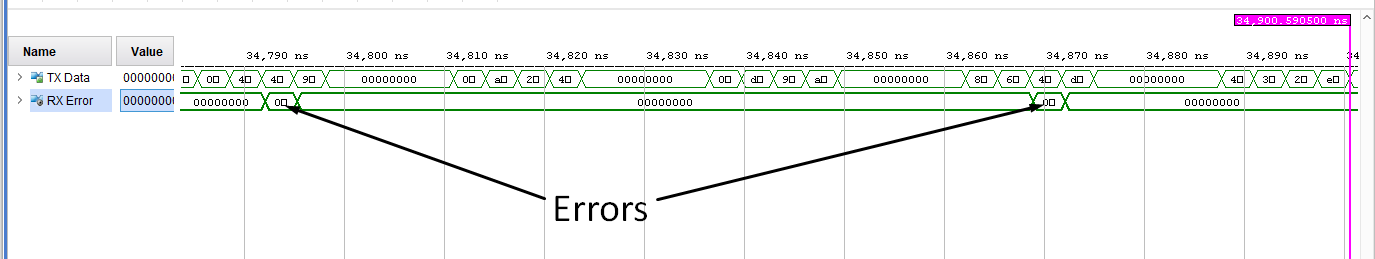 34,900.590500 ns
Name Value
34,790 ns 34,800 ns 34,810 ns 34,820 ns 34,830 ns 34,840 ns 34,850 ns 34,860 ns 34,870 ns 34,880 ns 34,890 ns 34
TX Data 00000000 0 4 4 9 00000000 00 a 2 4 00000000 00 d 9 a 00000000 8 6 4 d 00000000 4 3 2 e
RX Error 00000000 00000000 0 00000000 0 00000000
Errors